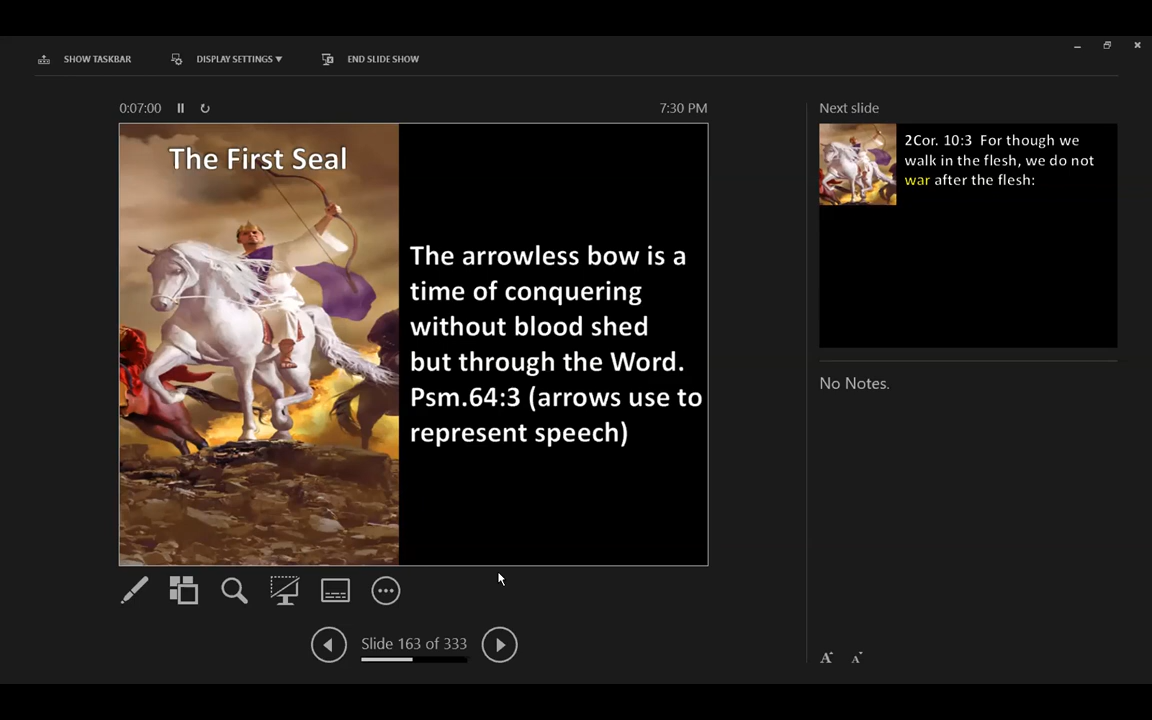 SHOW TASKBAR
DISPLAY SETTINGS ▼
END SLIDE SHOW
0:07:00
7:30 PM
The First Seal
The arrowless bow is a
time of conquering
without blood shed
but through the Word.
Psm.64:3 (arrows use to
represent speech)
Slide 163 of 333
Next slide
2Cor. 10:3 For though we
walk in the flesh, we do not
war after the flesh:
No Notes.
A A